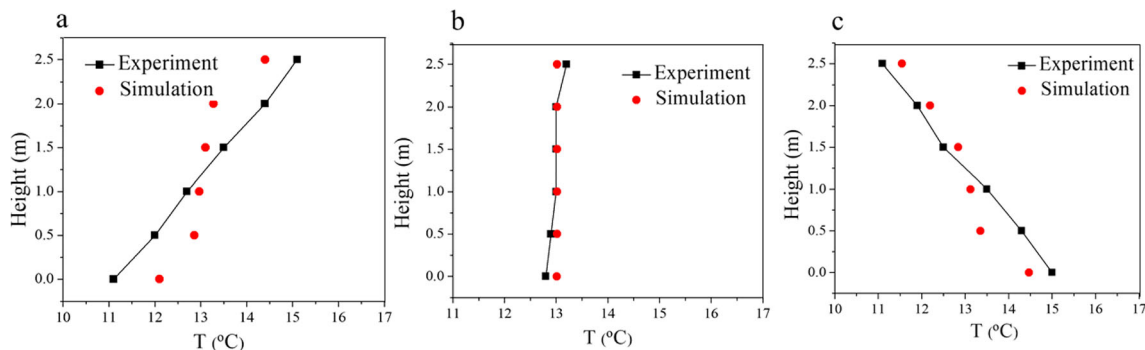 a
Experiment
Simulation
2.5
2.0
1.5
1.0
0.5
0.0
Height (m)
10 11 12 13 14 15 16 17
T (ºC)
b
Experiment
Simulation
2.5
2.0
1.5
1.0
0.5
0.0
Height (m)
11 12 13 14 15 16 17
T (ºC)
c
Experiment
Simulation
2.5
2.0
1.5
1.0
0.5
0.0
Height (m)
10 11 12 13 14 15 16 17
T (ºC)